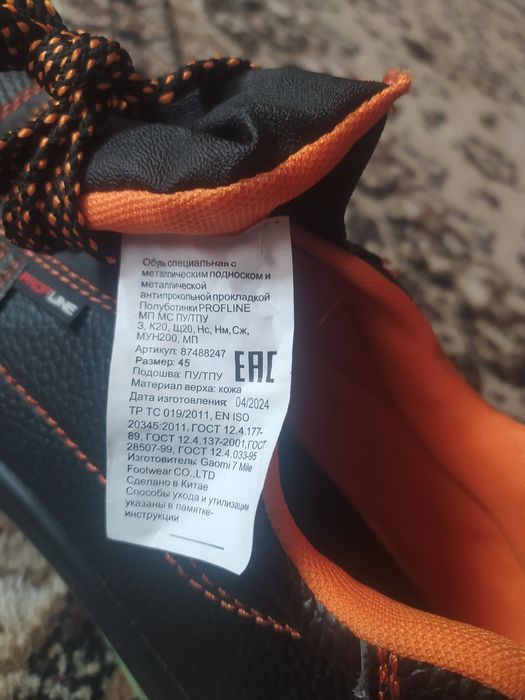 PROFLINE
Обувь специальная с
металлическим подноском и
металлической
антипрокольной прокладкой
Полуботинки PROFLINE
МП МС ПУ/ТПУ
З, К20, Щ20, Нс, Нм, Сж,
МУН200, МП
Артикул: 87488247
Размер: 45
Подошва: ПУ/ТПУ
Материал верха: кожа
Дата изготовления: 04/2024
ТР ТС 019/2011, EN ISO
20345:2011, ГОСТ 12.4.177-
89, ГОСТ 12.4.137-2001, ГОСТ
28507-99, ГОСТ 12.4.033-95
Изготовитель: Gaomi 7 Mile
Footwear CO.,LTD
Сделано в Китае
Способы ухода и утилизации
указаны в памятке-
инструкции
EAC